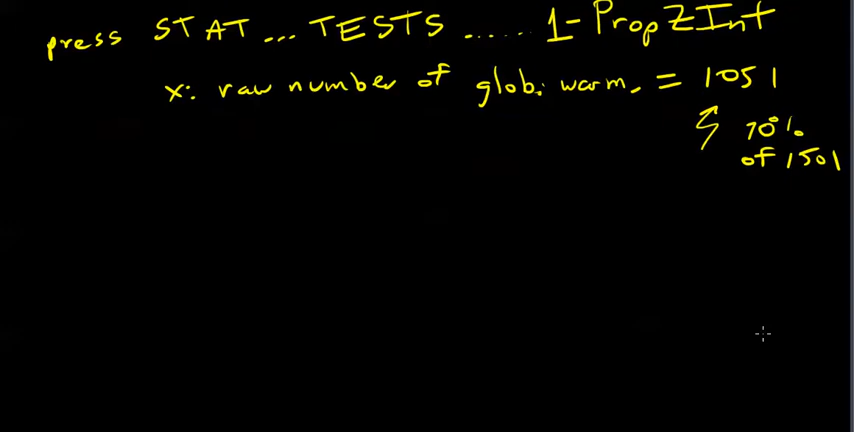 press STAT... TESTS ...... 1-PropZInt
x: raw number of glob. warm. = 1051
70%
of 1501